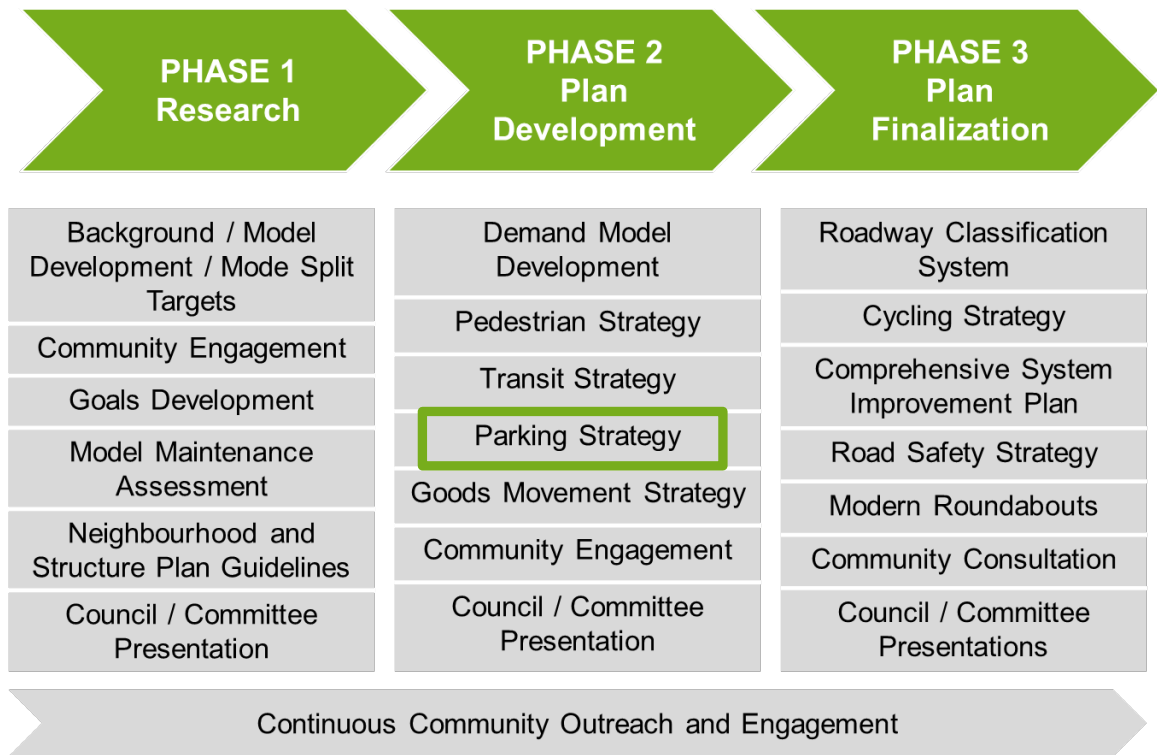 PHASE 1
Research
PHASE 2
Plan
Development
PHASE 3
Plan
Finalization
Background / Model
Development / Mode Split
Targets
Community Engagement
Goals Development
Model Maintenance
Assessment
Neighbourhood and
Structure Plan Guidelines
Council / Committee
Presentation
Demand Model
Development
Pedestrian Strategy
Transit Strategy
Parking Strategy
Goods Movement Strategy
Community Engagement
Council / Committee
Presentation
Roadway Classification
System
Cycling Strategy
Comprehensive System
Improvement Plan
Road Safety Strategy
Modern Roundabouts
Community Consultation
Council / Committee
Presentations
Continuous Community Outreach and Engagement